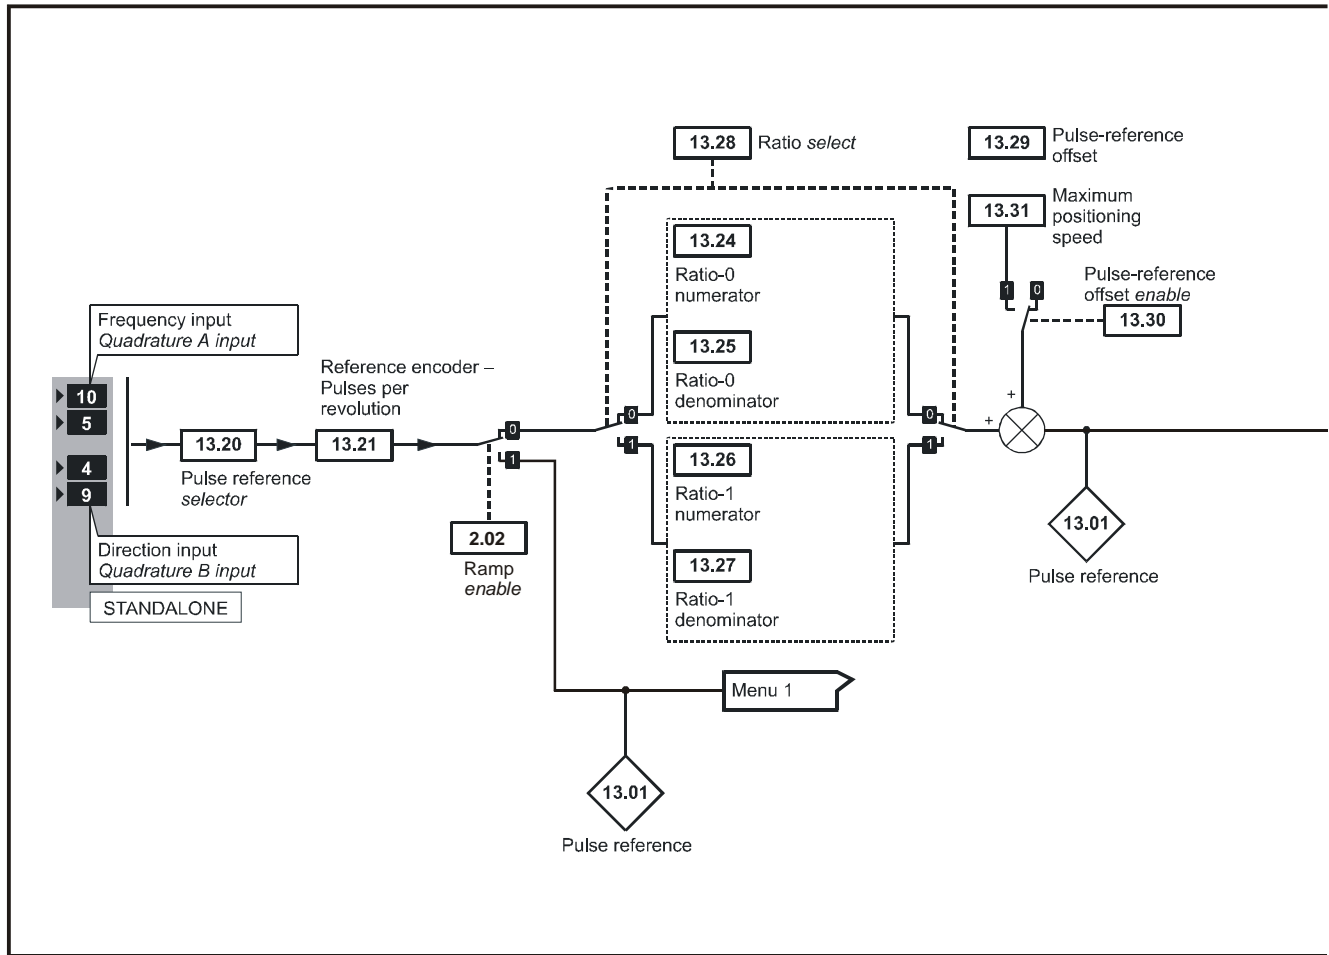 13.28
Ratio select
13.29
Pulse-reference
offset
13.31
Maximum
positioning
speed
13.24
Ratio-0
numerator
1
0
Pulse-reference
offset enable
13.30
Frequency input
Quadrature A input
13.25
Ratio-0
denominator
Reference encoder –
Pulses per
revolution
10
5
4
9
13.20
Pulse reference
selector
13.21
0
1
0
1
0
1
+
+
13.26
Ratio-1
numerator
2.02
Ramp
enable
13.01
Pulse reference
Direction input
Quadrature B input
STANDALONE
13.27
Ratio-1
denominator
Menu 1
13.01
Pulse reference